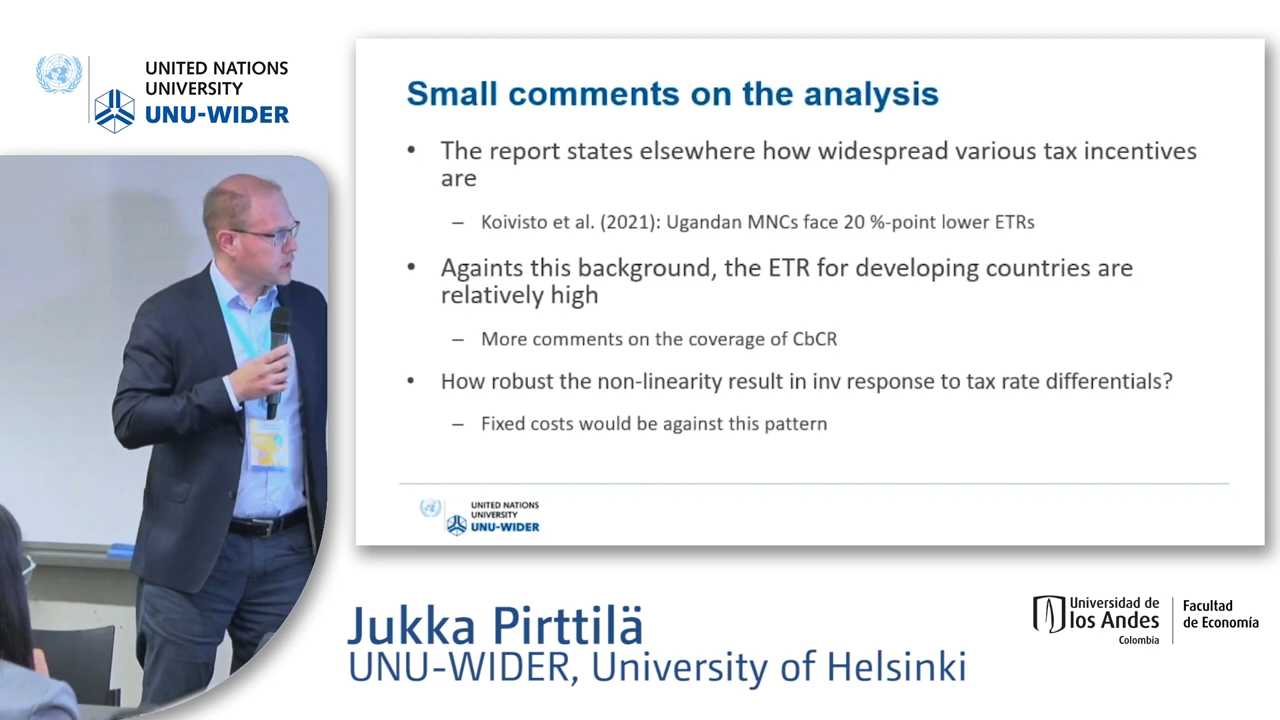 UNITED NATIONS
UNIVERSITY
UNU-WIDER
Small comments on the analysis
• The report states elsewhere how widespread various tax incentives
are
– Koivisto et al. (2021): Ugandan MNCs face 20 %-point lower ETRs
• Againts this background, the ETR for developing countries are
relatively high
– More comments on the coverage of CbCR
• How robust the non-linearity result in inv response to tax rate differentials?
– Fixed costs would be against this pattern
UNITED NATIONS
UNIVERSITY
UNU-WIDER
Jukka Pirttilä
UNU-WIDER, University of Helsinki
Universidad de
los Andes
Colombia
Facultad
de Economía